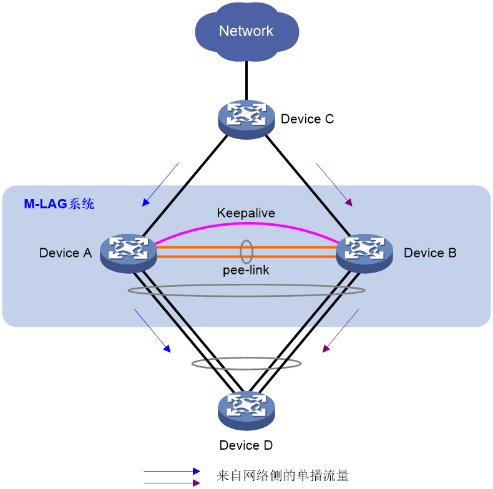 Network
Device C
M-LAG系统
Keepalive
Device A
Device B
pee-link
Device D
来自网络侧的单播流量